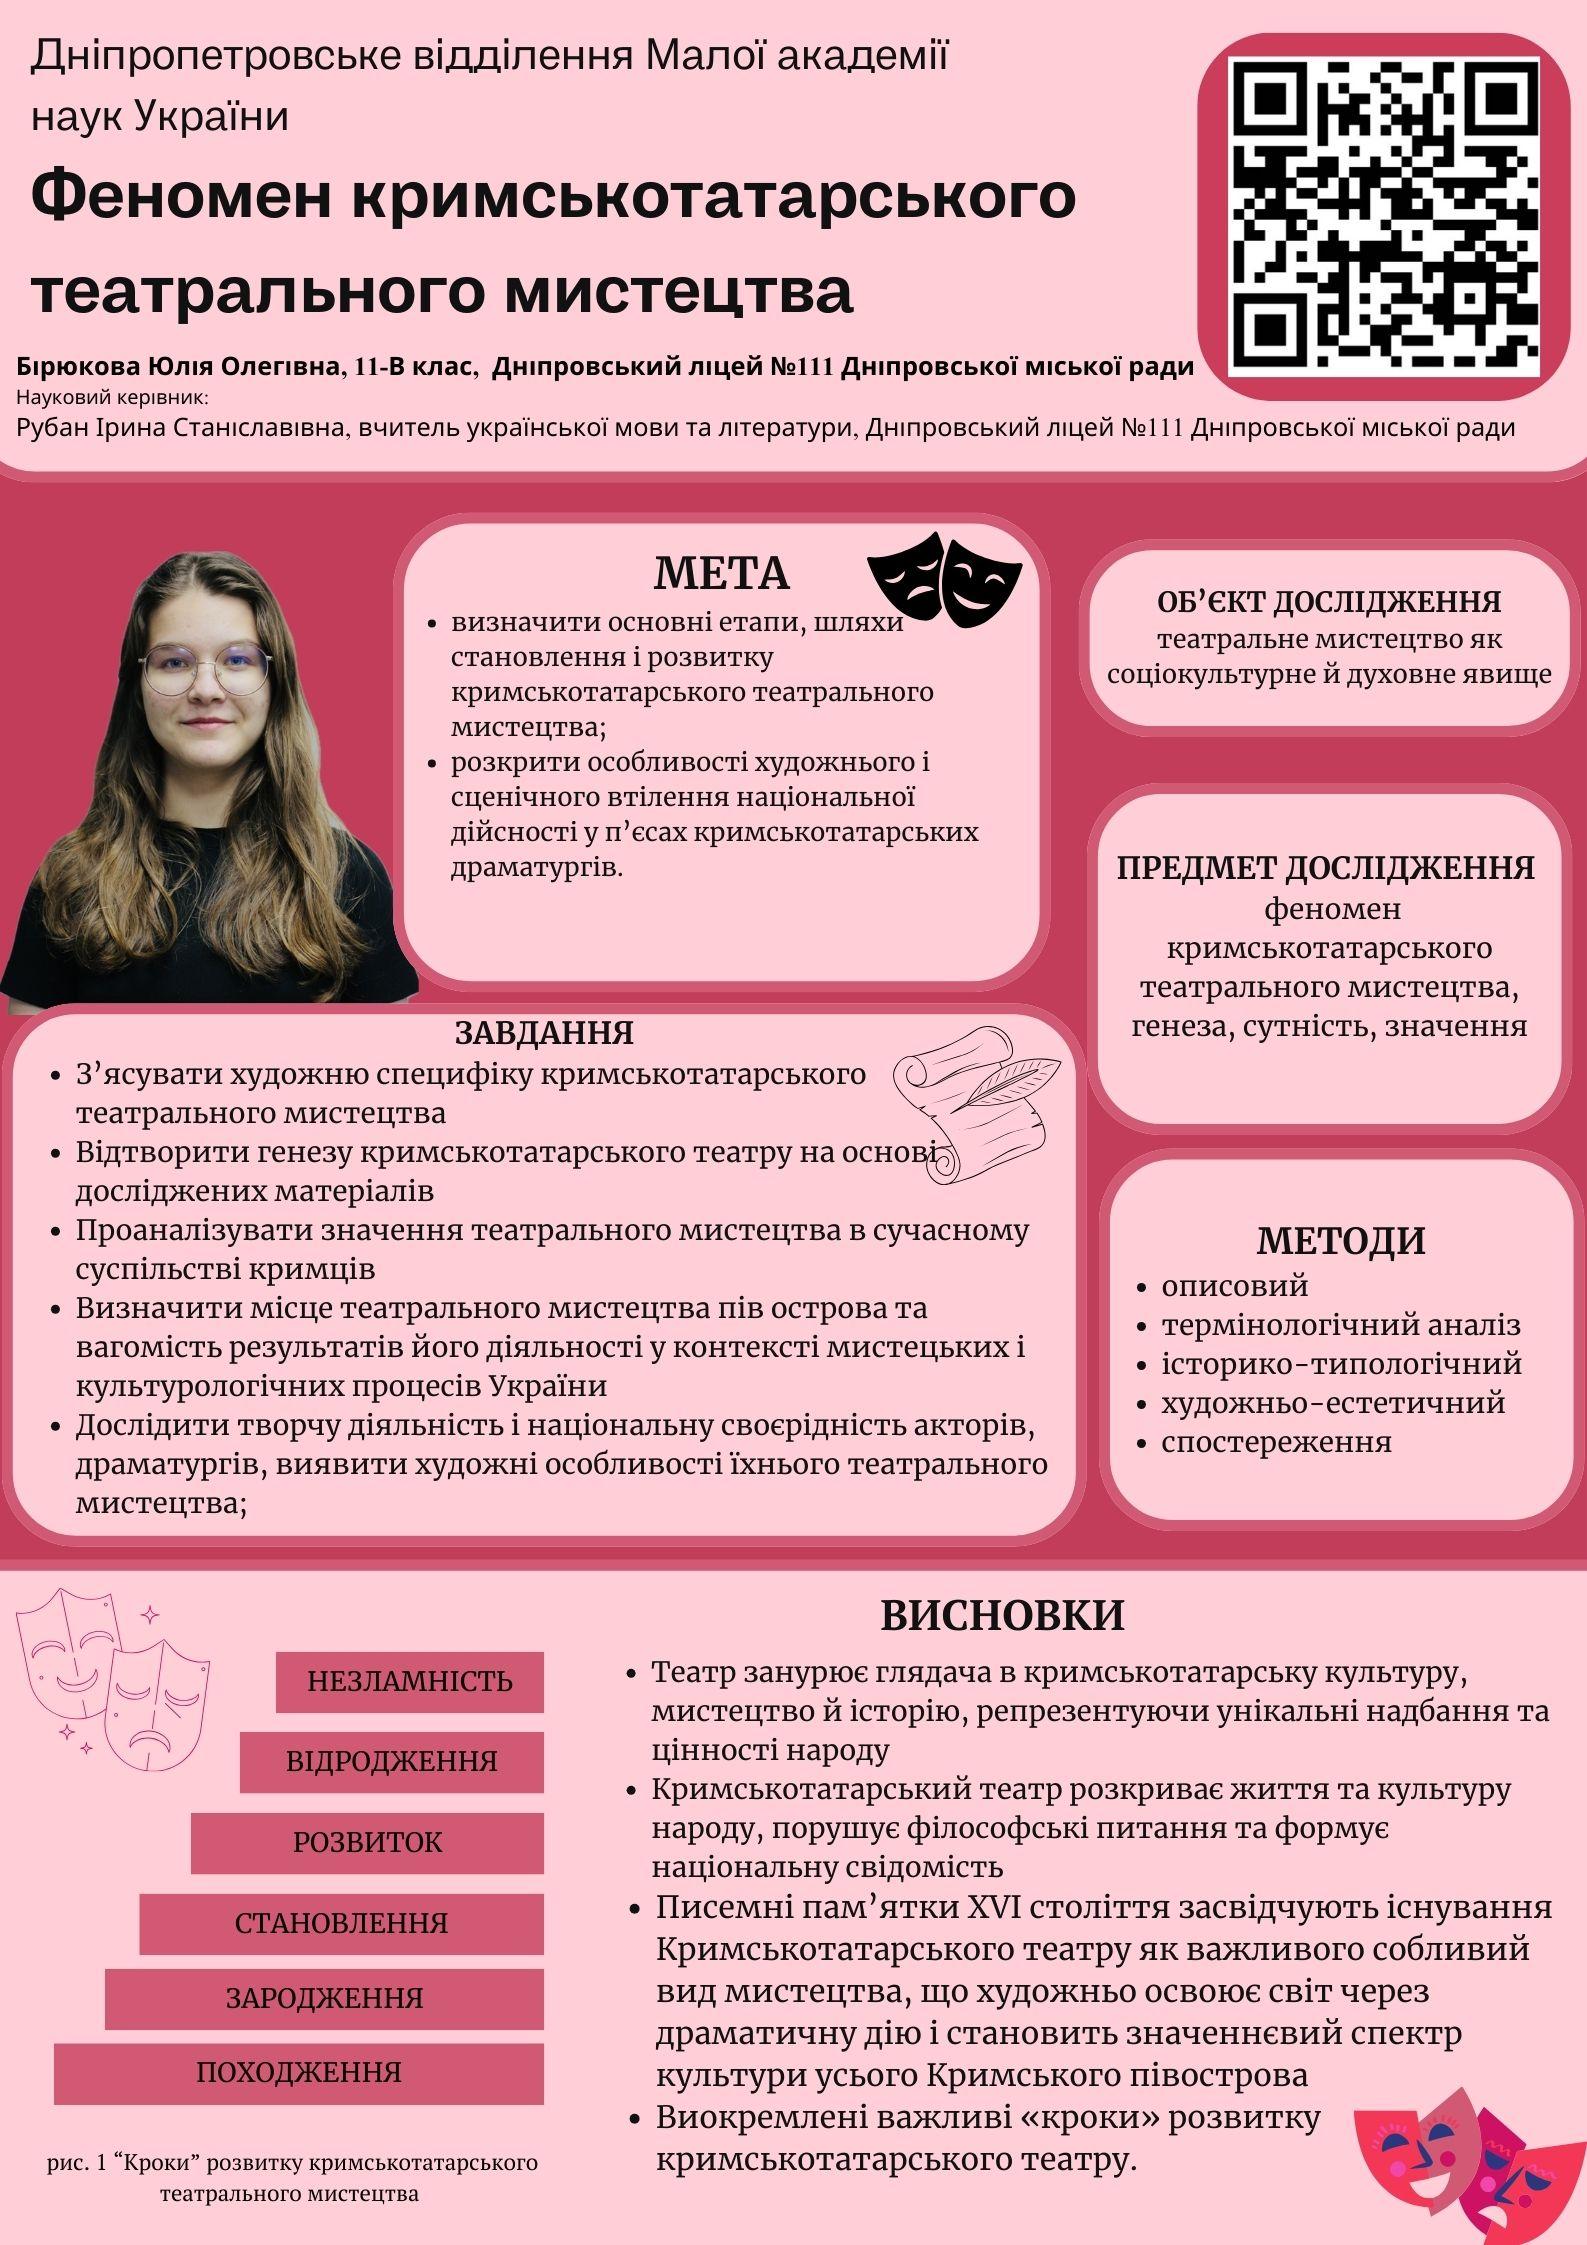 Дніпропетровське відділення Малої академії
наук України
Феномен кримськотатарського
театрального мистецтва
Бірюкова Юлія Олегівна, 11-В клас, Дніпровський ліцей №111 Дніпровської міської ради
Науковий керівник:
Рубан Ірина Станіславівна, вчитель української мови та літератури, Дніпровський ліцей №111 Дніпровської міської ради
МЕТА
• визначити основні етапи, шляхи
становлення і розвитку
кримськотатарського театрального
мистецтва;
• розкрити особливості художнього і
сценічного втілення національної
дійсності у п’єсах кримськотатарських
драматургів.
ОБ’ЄКТ ДОСЛІДЖЕННЯ
театральне мистецтво як
соціокультурне й духовне явище
ПРЕДМЕТ ДОСЛІДЖЕННЯ
феномен
кримськотатарського
театрального мистецтва,
генеза, сутність, значення
ЗАВДАННЯ
• З’ясувати художню специфіку кримськотатарського
театрального мистецтва
• Відтворити генезу кримськотатарського театру на основі
досліджених матеріалів
• Проаналізувати значення театрального мистецтва в сучасному
суспільстві кримців
• Визначити місце театрального мистецтва пів острова та
вагомість результатів його діяльності у контексті мистецьких і
культурологічних процесів України
• Дослідити творчу діяльність і національну своєрідність акторів,
драматургів, виявити художні особливості їхнього театрального
мистецтва;
МЕТОДИ
• описовий
• термінологічний аналіз
• історико-типологічний
• художньо-естетичний
• спостереження
НЕЗЛАМНІСТЬ
ВІДРОДЖЕННЯ
РОЗВИТОК
СТАНОВЛЕННЯ
ЗАРОДЖЕННЯ
ПОХОДЖЕННЯ
рис. 1 “Кроки” розвитку кримськотатарського
театрального мистецтва
ВИСНОВКИ
• Театр занурює глядача в кримськотатарську культуру,
мистецтво й історію, репрезентуючи унікальні надбання та
цінності народу
• Кримськотатарський театр розкриває життя та культуру
народу, порушує філософські питання та формує
національну свідомість
• Писемні пам’ятки XVI століття засвідчують існування
Кримськотатарського театру як важливого собливий
вид мистецтва, що художньо освоює світ через
драматичну дію і становить значеннєвий спектр
культури усього Кримського півострова
• Виокремлені важливі «кроки» розвитку
кримськотатарського театру.